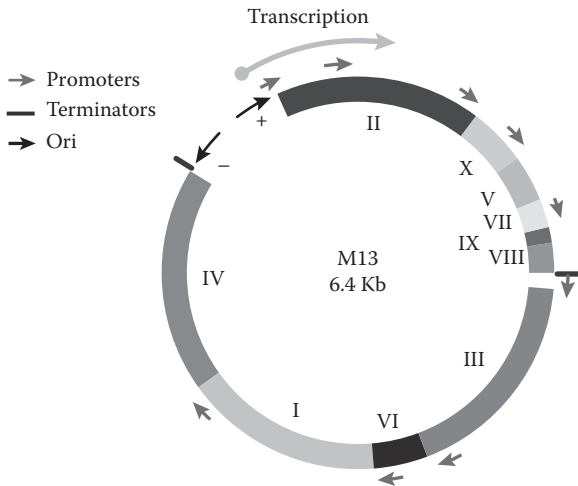 Transcription
Promoters
Terminators
Ori
+
−
II
X
V
VII
IX
VIII
M13
6.4 Kb
IV
III
I
VI